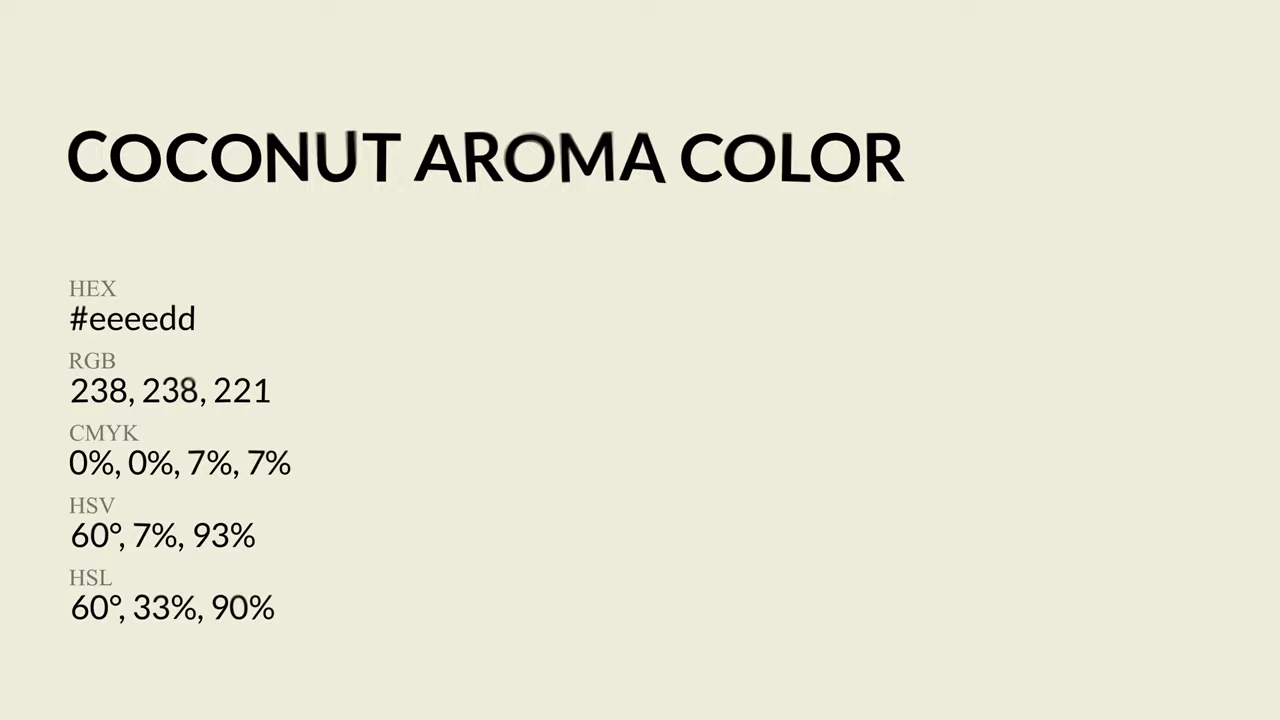 COCONUT AROMA COLOR
HEX
#eeeedd
RGB
238, 238, 221
CMYK
0%, 0%, 7%, 7%
HSV
60°, 7%, 93%
HSL
60°, 33%, 90%